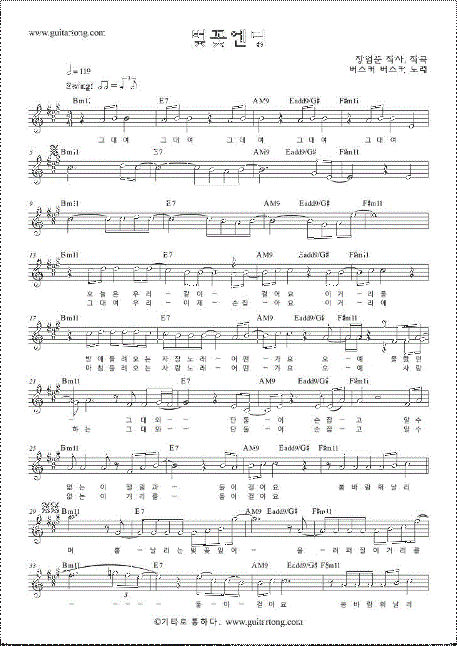 www.guitartong.com
벚꽃엔딩
장범준 작사, 작곡
버스커 버스커, 노래
♩=119
Swing!
Bm11 E7 AM9 Eadd9/G# F#m11
그대여 그대여 그대여 그대여 그대여
5 Bm11 E7 AM9 Eadd9/G# F#m11
9 Bm11 E7 AM9 Eadd9/G# F#m11
13 Bm11 E7 AM9 Eadd9/G# F#m11
오늘은 우리-같이- 걸어요 이거-리를
그대여 우리-이제- 손잡-아요 이거-리에
17 Bm11 E7 AM9 Eadd9/G# F#m11
밤에들려오는 자장노래-어떤-가요 오-예 몰랐던
아침들려오는 사랑노래-어떤-가요 오-예 사랑
21 Bm11 E7 AM9 Eadd9/G# F#m11
그대와-- 단둘-이 손잡-고 알수
하는 그대와-- 단둘-이 손잡-고 알수
25 Bm11 E7 AM9 Eadd9/G# F#m11
없는 이 떨림과- 둘이걸어요 봄바람휘날리
없는 이 거리를- 둘이걸어요
29 Bm11 E7 AM9 Eadd9/G# F#m11
며 흩-날리는벚꽃잎이- 울-려퍼질이거리를
33 Bm11 E7 AM9 Eadd9/G# F#m11
- ---- 둘-이-걸어요 봄바람휘날리
©기타로 통하다. www.guitartong.com